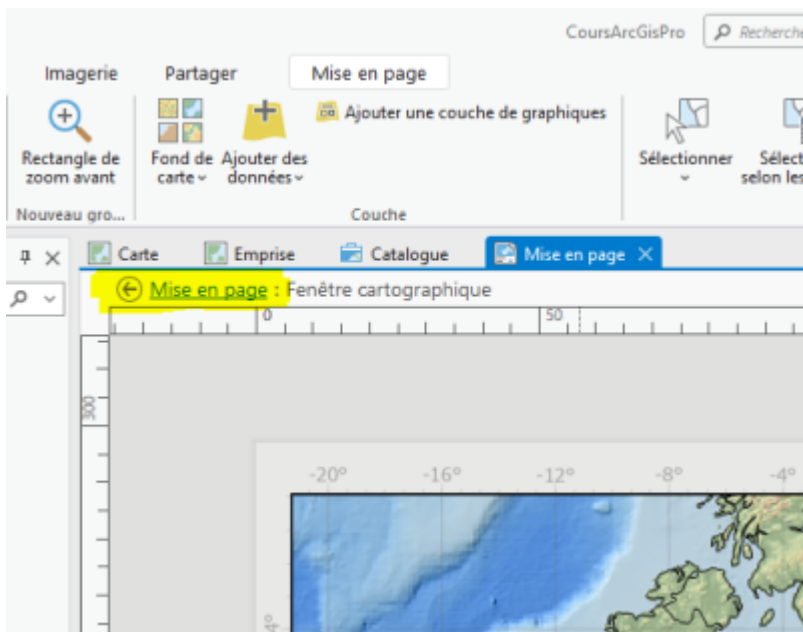 CoursArcGisPro
Recherche
Imagerie Partager Mise en page
Ajouter une couche de graphiques
Rectangle de zoom avant
Fond de carte
Ajouter des données
Sélectionner
selon les
Nouveau gro...
Couche
Carte Emprise Catalogue Mise en page
Mise en page : Fenêtre cartographique
0 50
300
-20° -16° -12° -8° -4°